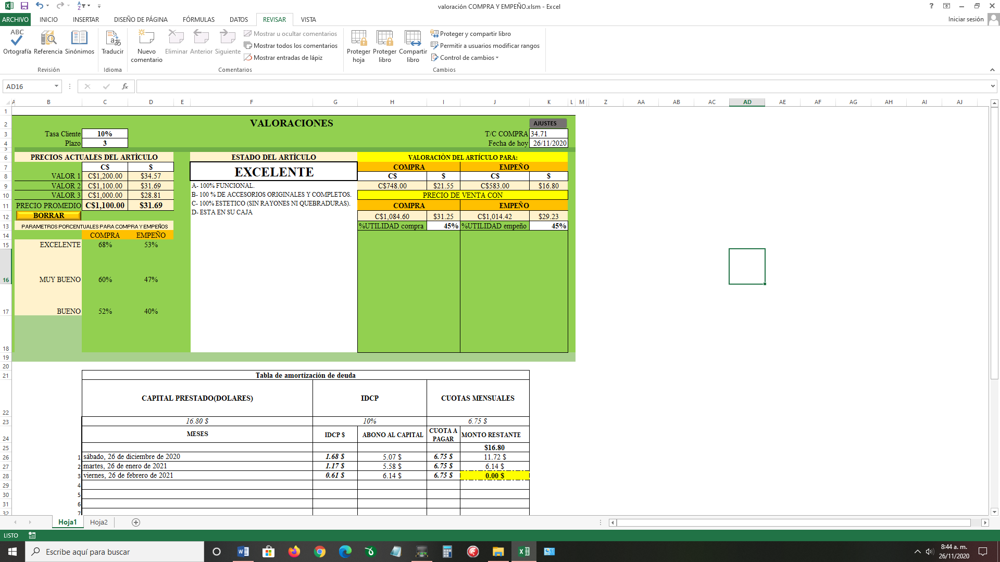 valoración COMPRA Y EMPEÑO.xlsm - Excel
ARCHIVO INICIO INSERTAR DISEÑO DE PÁGINA FÓRMULAS DATOS REVISAR VISTA Iniciar sesión
ABC
Ortografía Referencia Sinónimos
Revisión
Traducir
Idioma
Nuevo comentario Eliminar Anterior Siguiente
Mostrar u ocultar comentarios
Mostrar todos los comentarios
Mostrar entradas de lápiz
Comentarios
Proteger hoja Proteger libro Compartir libro
Proteger y compartir libro
Permitir a usuarios modificar rangos
Control de cambios
Cambios
AD16 fx
A B C D E F G H I J K L M Z AA AB AC AD AE AF AG AH AI AJ
1
2 VALORACIONES AJUSTES
3 Tasa Cliente 10% T/C COMPRA 34.71
4 Plazo 3 Fecha de hoy 26/11/2020
5
6 PRECIOS ACTUALES DEL ARTÌCULO ESTADO DEL ARTÌCULO VALORACIÒN DEL ARTÍCULO PARA:
7 C$ $ EXCELENTE COMPRA EMPEÑO
8 VALOR 1 C$1,200.00 $34.57 C$ $ C$ $
9 VALOR 2 C$1,100.00 $31.69 A- 100% FUNCIONAL. C$748.00 $21.55 C$583.00 $16.80
10 VALOR 3 C$1,000.00 $28.81 B- 100 % DE ACCESORIOS ORIGINALES Y COMPLETOS. PRECIO DE VENTA CON
11 PRECIO PROMEDIO C$1,100.00 $31.69 C- 100% ESTETICO (SIN RAYONES NI QUEBRADURAS). COMPRA EMPEÑO
12 BORRAR D- ESTA EN SU CAJA C$1,084.60 $31.25 C$1,014.42 $29.23
13 PARAMETROS PORCENTUALES PARA COMPRA Y EMPEÑOS %UTILIDAD compra 45% %UTILIDAD empeño 45%
14 COMPRA EMPEÑO
15 EXCELENTE 68% 53%
16 MUY BUENO 60% 47%
17 BUENO 52% 40%
18
19
20
21 Tabla de amortización de deuda
22 CAPITAL PRESTADO(DOLARES) IDCP CUOTAS MENSUALES
23 16.80 $ 10% 6.75 $
24 MESES IDCP $ ABONO AL CAPITAL CUOTA A PAGAR MONTO RESTANTE
25 $16.80
26 1 sábado, 26 de diciembre de 2020 1.68 $ 5.07 $ 6.75 $ 11.72 $
27 2 martes, 26 de enero de 2021 1.17 $ 5.58 $ 6.75 $ 6.14 $
28 3 viernes, 26 de febrero de 2021 0.61 $ 6.14 $ 6.75 $ 0.00 $
29 4
30 5
31 6
32 7
Hoja1 Hoja2
LISTO
Escribe aquí para buscar
8:44 a. m.
26/11/2020